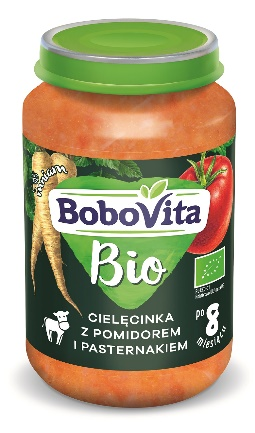 BoboVita
Bio
CIELĘCINKA
Z POMIDOREM
I PASTERNAKIEM
po
8
miesiącu